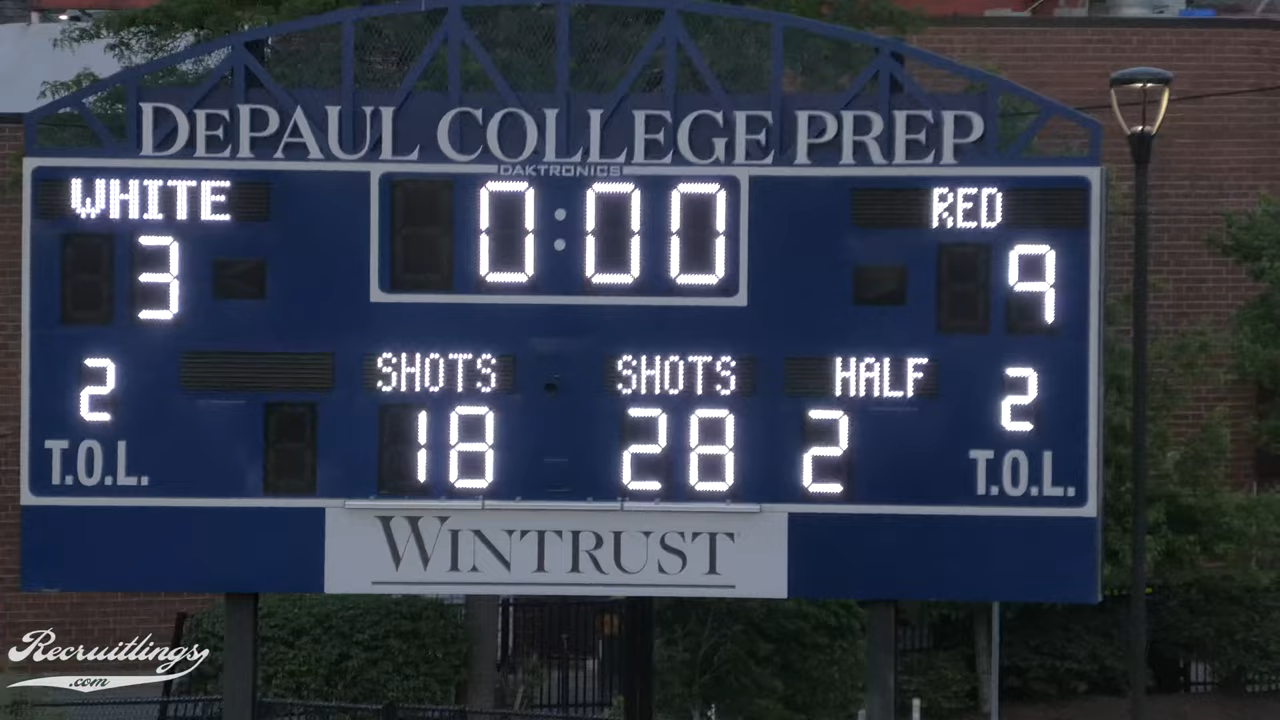 DEPAUL COLLEGE PREP
DAKTRONICS
WHITE
0:00
RED
3
9
2
SHOTS
SHOTS
HALF
2
18
28
2
T.O.L.
T.O.L.
WINTRUST
Recruitlings
.com